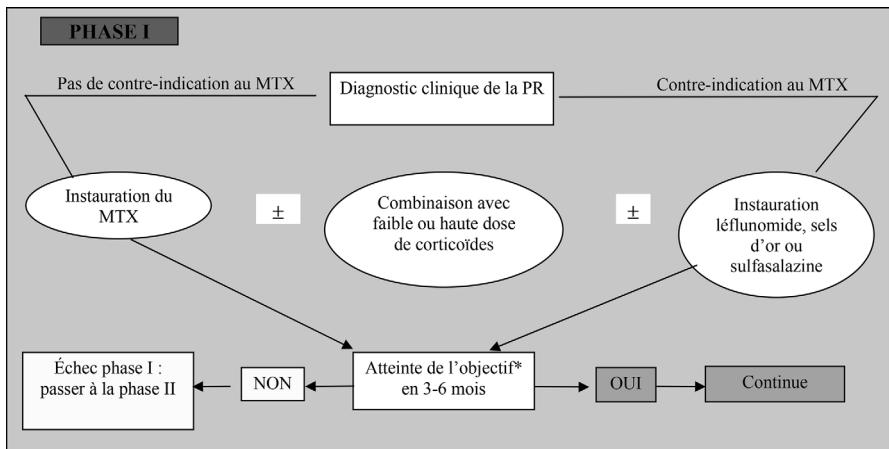 PHASE I
Pas de contre-indication au MTX
Diagnostic clinique de la PR
Contre-indication au MTX
Instauration du
MTX
±
Combinaison avec
faible ou haute dose
de corticoïdes
±
Instauration
léflunomide, sels
d’or ou
sulfasalazine
Échec phase I :
passer à la phase II
NON
Atteinte de l’objectif*
en 3-6 mois
OUI
Continue